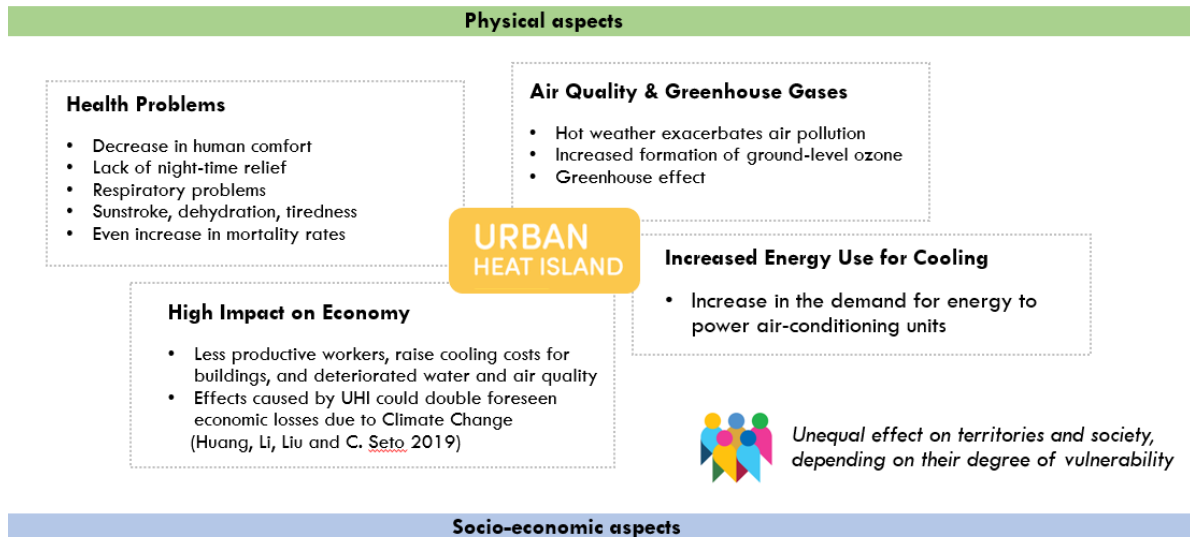 Physical aspects
Health Problems
• Decrease in human comfort
• Lack of night-time relief
• Respiratory problems
• Sunstroke, dehydration, tiredness
• Even increase in mortality rates
Air Quality & Greenhouse Gases
• Hot weather exacerbates air pollution
• Increased formation of ground-level ozone
• Greenhouse effect
URBAN
HEAT ISLAND
Increased Energy Use for Cooling
• Increase in the demand for energy to
power air-conditioning units
High Impact on Economy
• Less productive workers, raise cooling costs for
buildings, and deteriorated water and air quality
• Effects caused by UHI could double foreseen
economic losses due to Climate Change
(Huang, Li, Liu and C. Seto 2019)
Unequal effect on territories and society,
depending on their degree of vulnerability
Socio-economic aspects